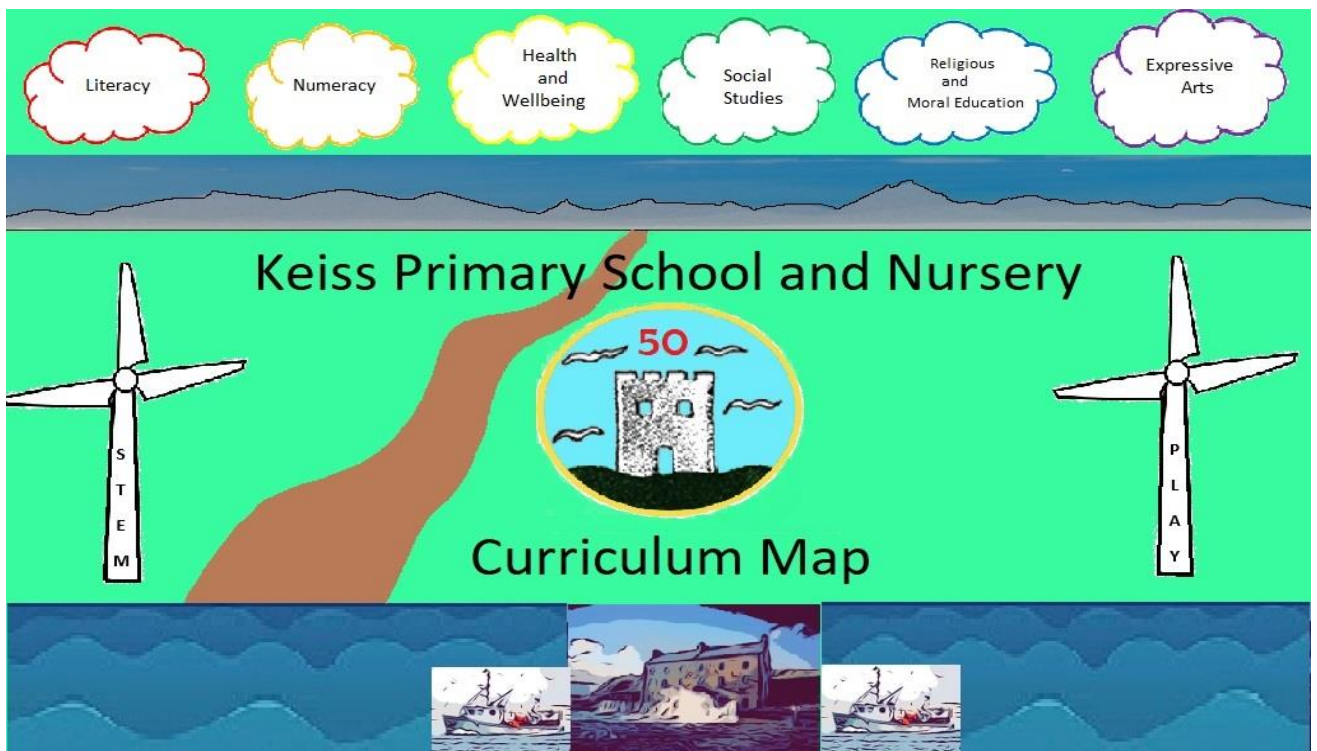 Literacy
Numeracy
Health
and
Wellbeing
Social
Studies
Religious
and
Moral Education
Expressive
Arts
Keiss Primary School and Nursery
50
S
T
E
M
P
L
A
Y
Curriculum Map